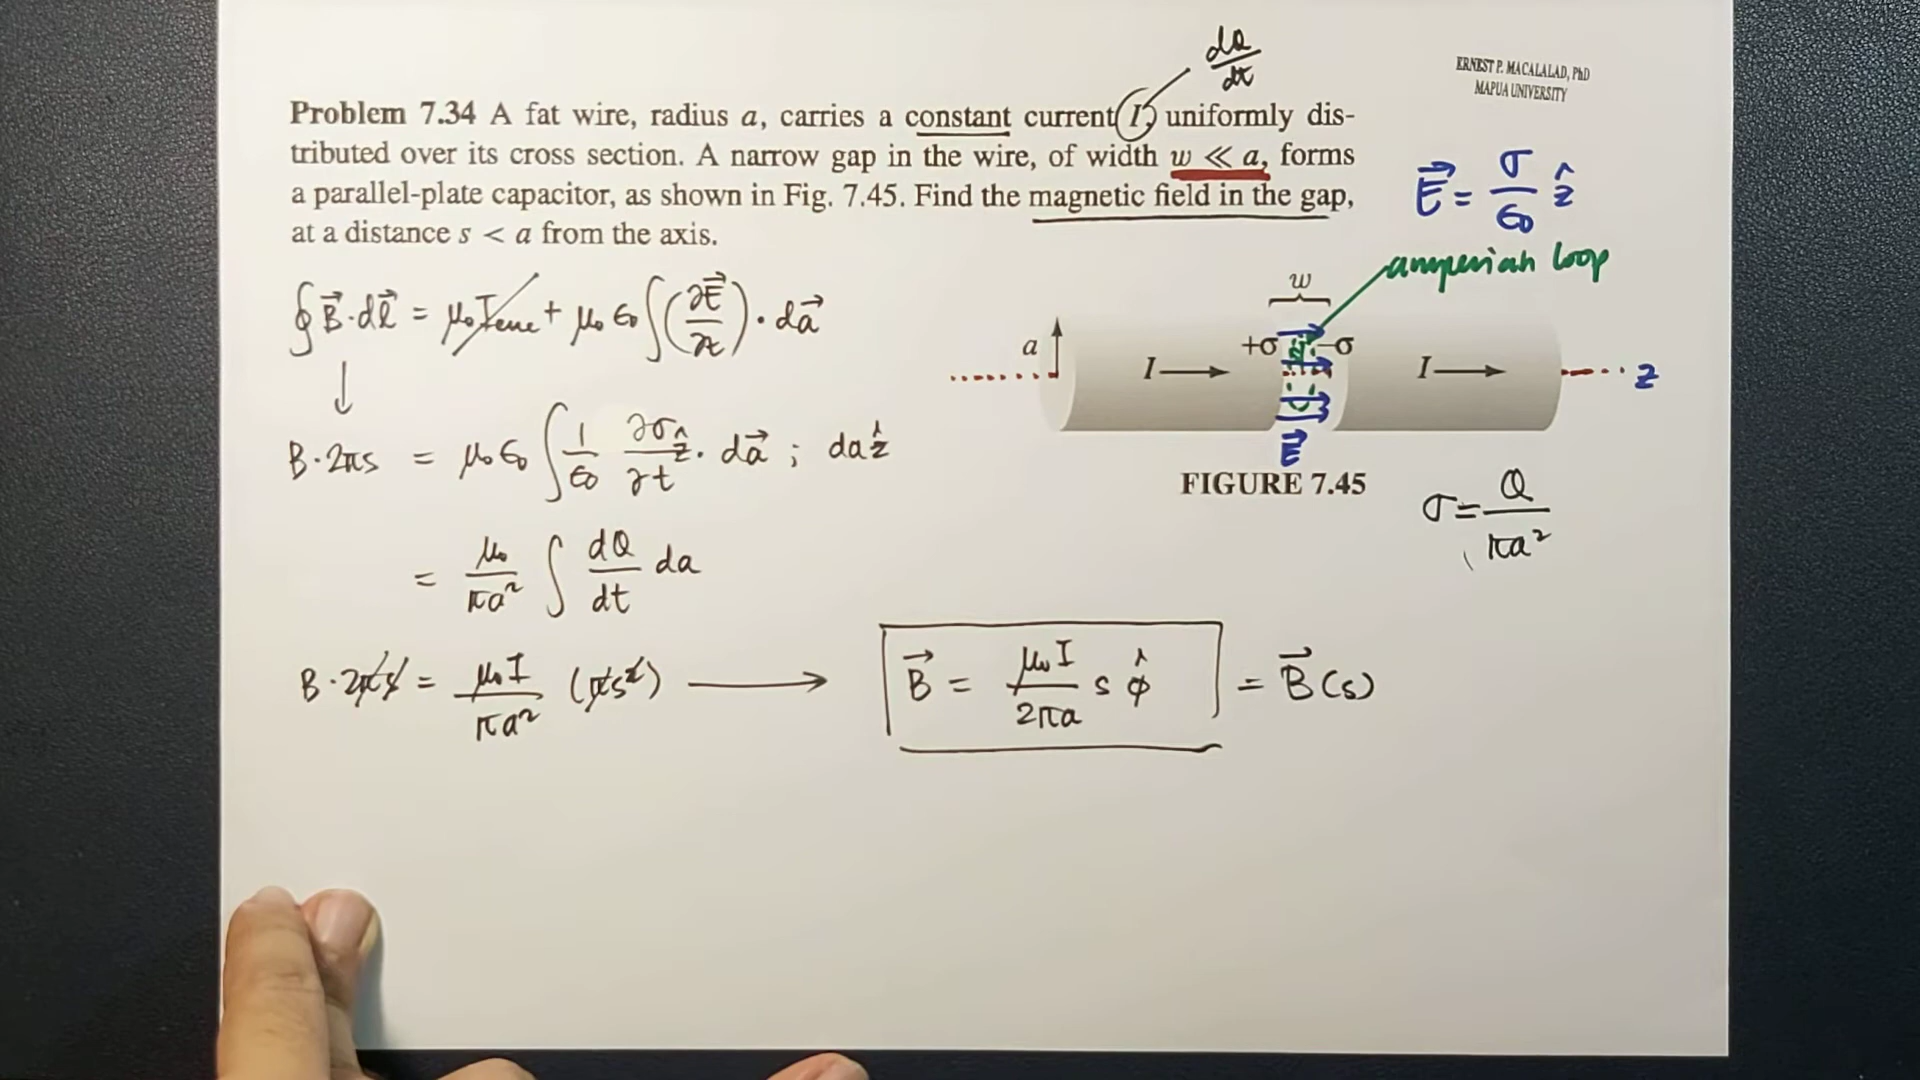 dQ/dt
ERNEST P. MACALALAD, PhD
MAPUA UNIVERSITY
Problem 7.34 A fat wire, radius a, carries a constant current I, uniformly dis-
tributed over its cross section. A narrow gap in the wire, of width w ≪ a, forms
a parallel-plate capacitor, as shown in Fig. 7.45. Find the magnetic field in the gap,
at a distance s < a from the axis.
E⃗ = σ/ε₀ ẑ
amperian loop
∮ B⃗·dl⃗ = μ₀I_enc + μ₀ε₀ ∫(∂E⃗/∂t)·da⃗
w
a
I
+σ
-σ
I
z
E⃗
FIGURE 7.45
B·2πs = μ₀ε₀ ∫ 1/ε₀ ∂σ/∂t ẑ·da⃗ ; da ẑ
σ = Q/πa²
= μ₀/πa² ∫ dQ/dt da
B·2πs = μ₀I/πa² (πs²) → B⃗ = μ₀I/2πa s φ̂ = B⃗(s)